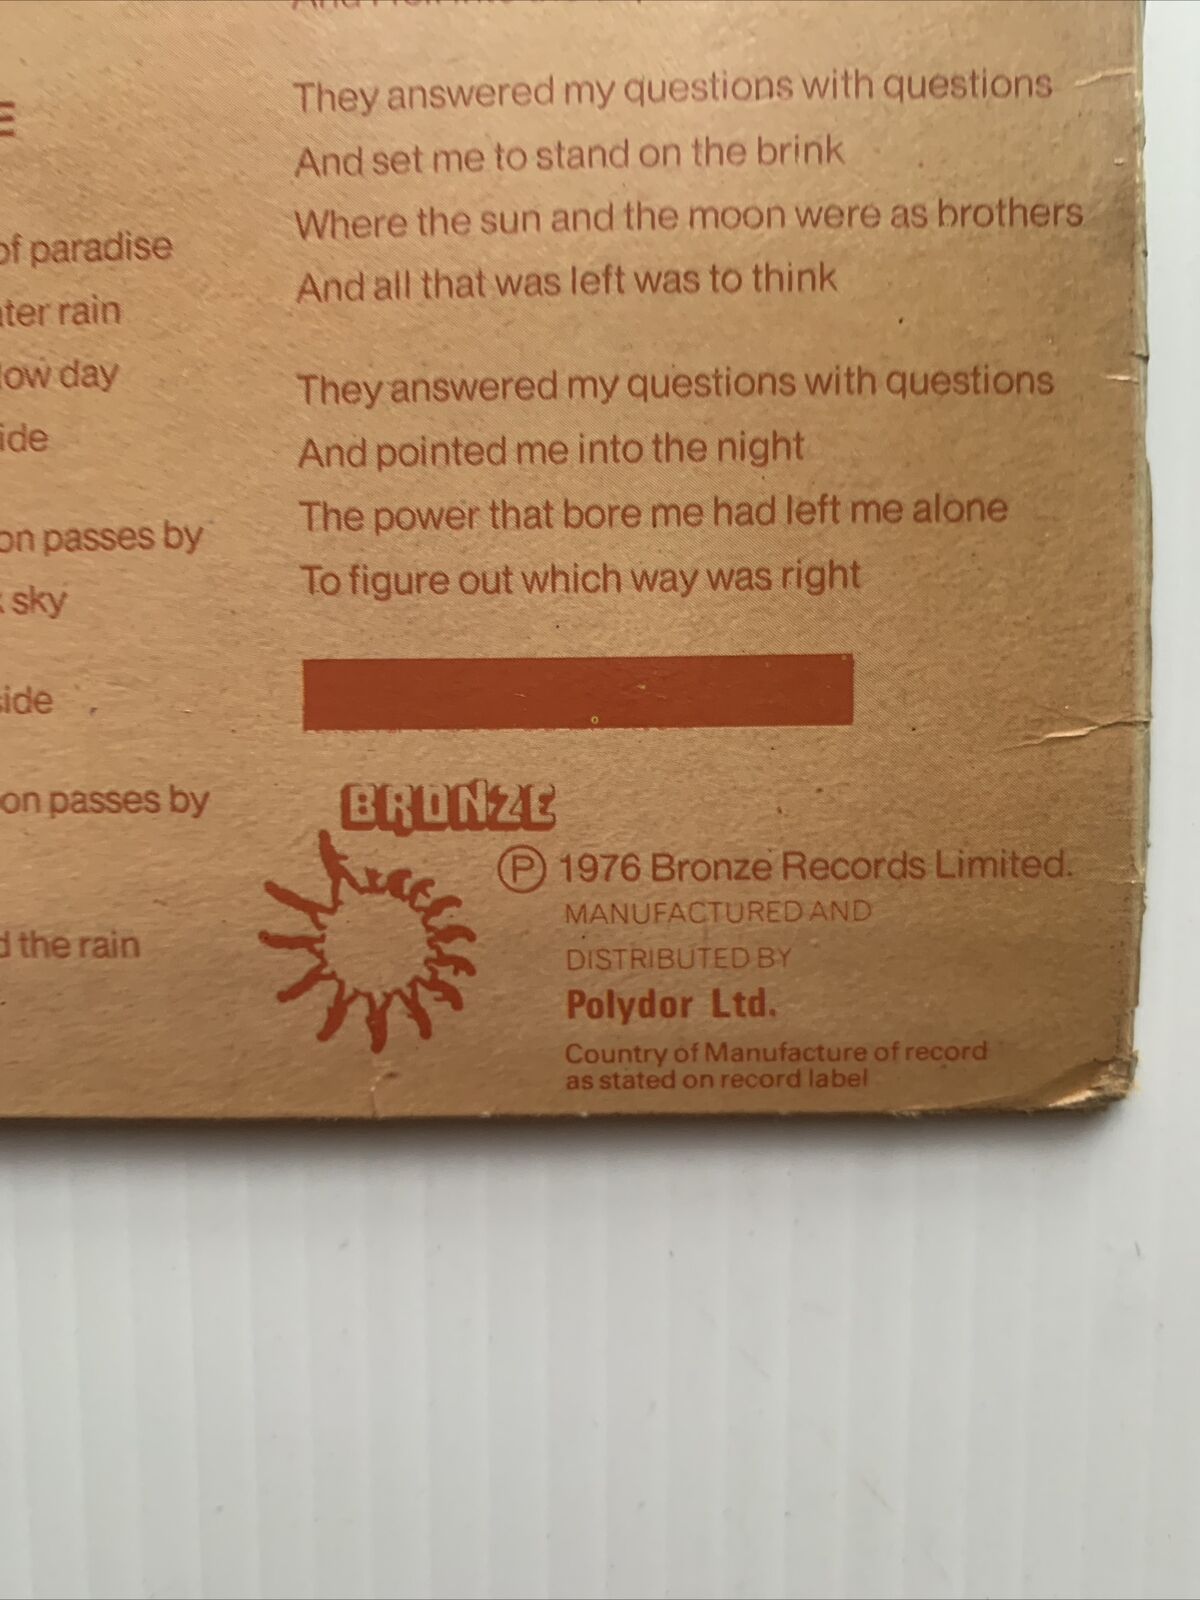 E
of paradise
ow day
ide
on passes by
sky
side
on passes by
d the rain
They answered my questions with questions
And set me to stand on the brink
Where the sun and the moon were as brothers
And all that was left was to think
They answered my questions with questions
And pointed me into the night
The power that bore me had left me alone
To figure out which way was right
BRONZE
Ⓟ 1976 Bronze Records Limited.
MANUFACTURED AND
DISTRIBUTED BY
Polydor Ltd.
Country of Manufacture of record
as stated on record label